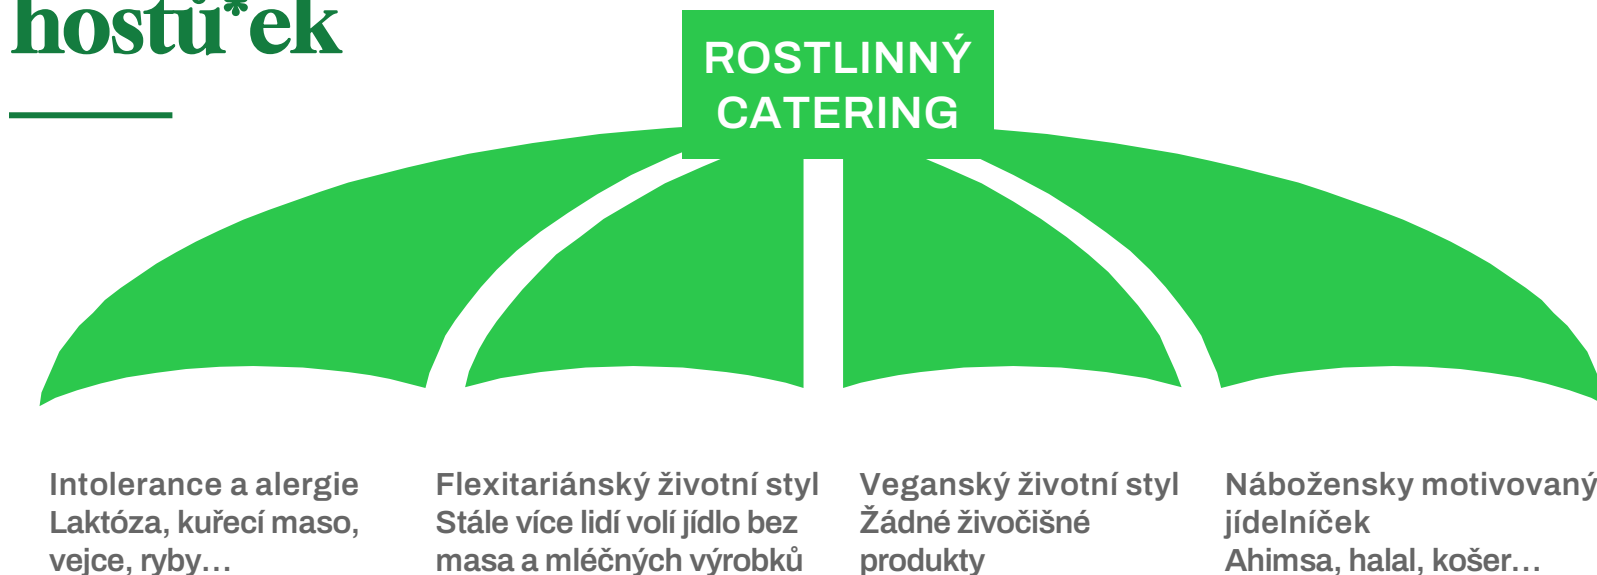 hostů*ek
ROSTLINNÝ
CATERING
Intolerance a alergie
Laktóza, kuřecí maso,
vejce, ryby…
Flexitariánský životní styl
Stále více lidí volí jídlo bez
masa a mléčných výrobků
Veganský životní styl
Žádné živočišné
produkty
Nábožensky motivovaný
jídelníček
Ahimsa, halal, košer…